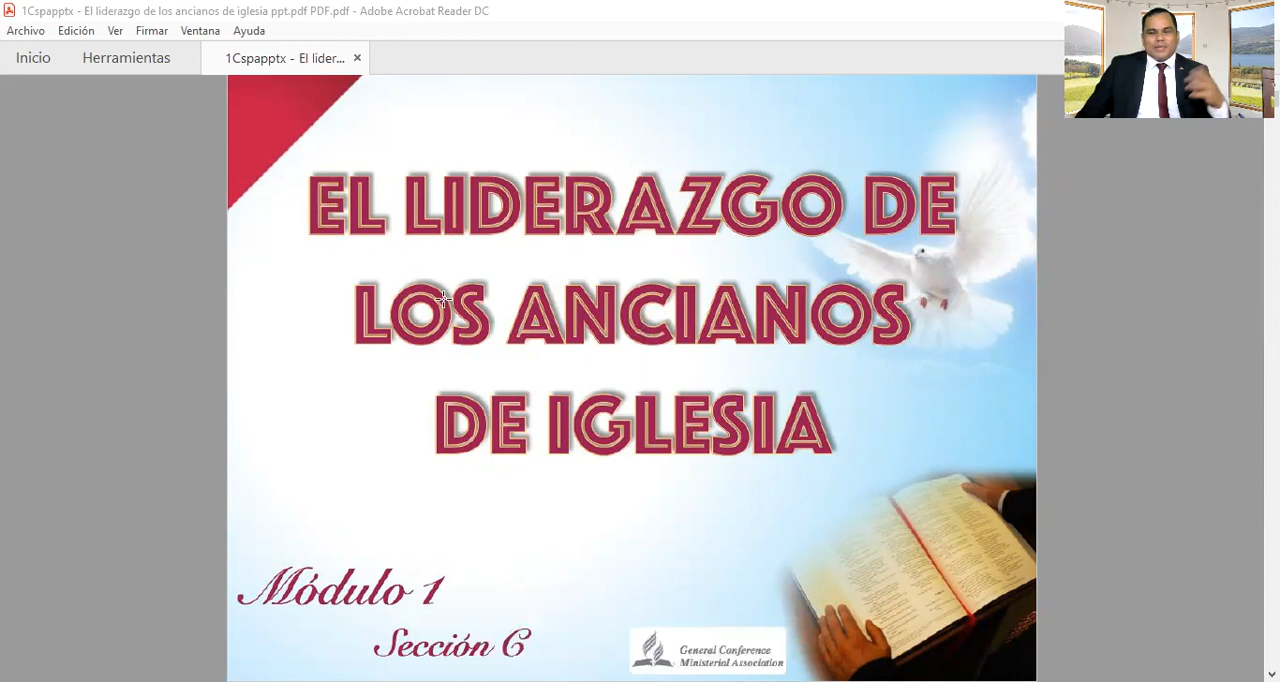 1Cspapptx - El liderazgo de los ancianos de iglesia ppt.pdf PDF.pdf - Adobe Acrobat Reader DC
Archivo Edición Ver Firmar Ventana Ayuda
Inicio Herramientas 1Cspapptx - El lider... ×
EL LIDERAZGO DE
LOS ANCIANOS
DE IGLESIA
Módulo 1
Sección 6
General Conference
Ministerial Association